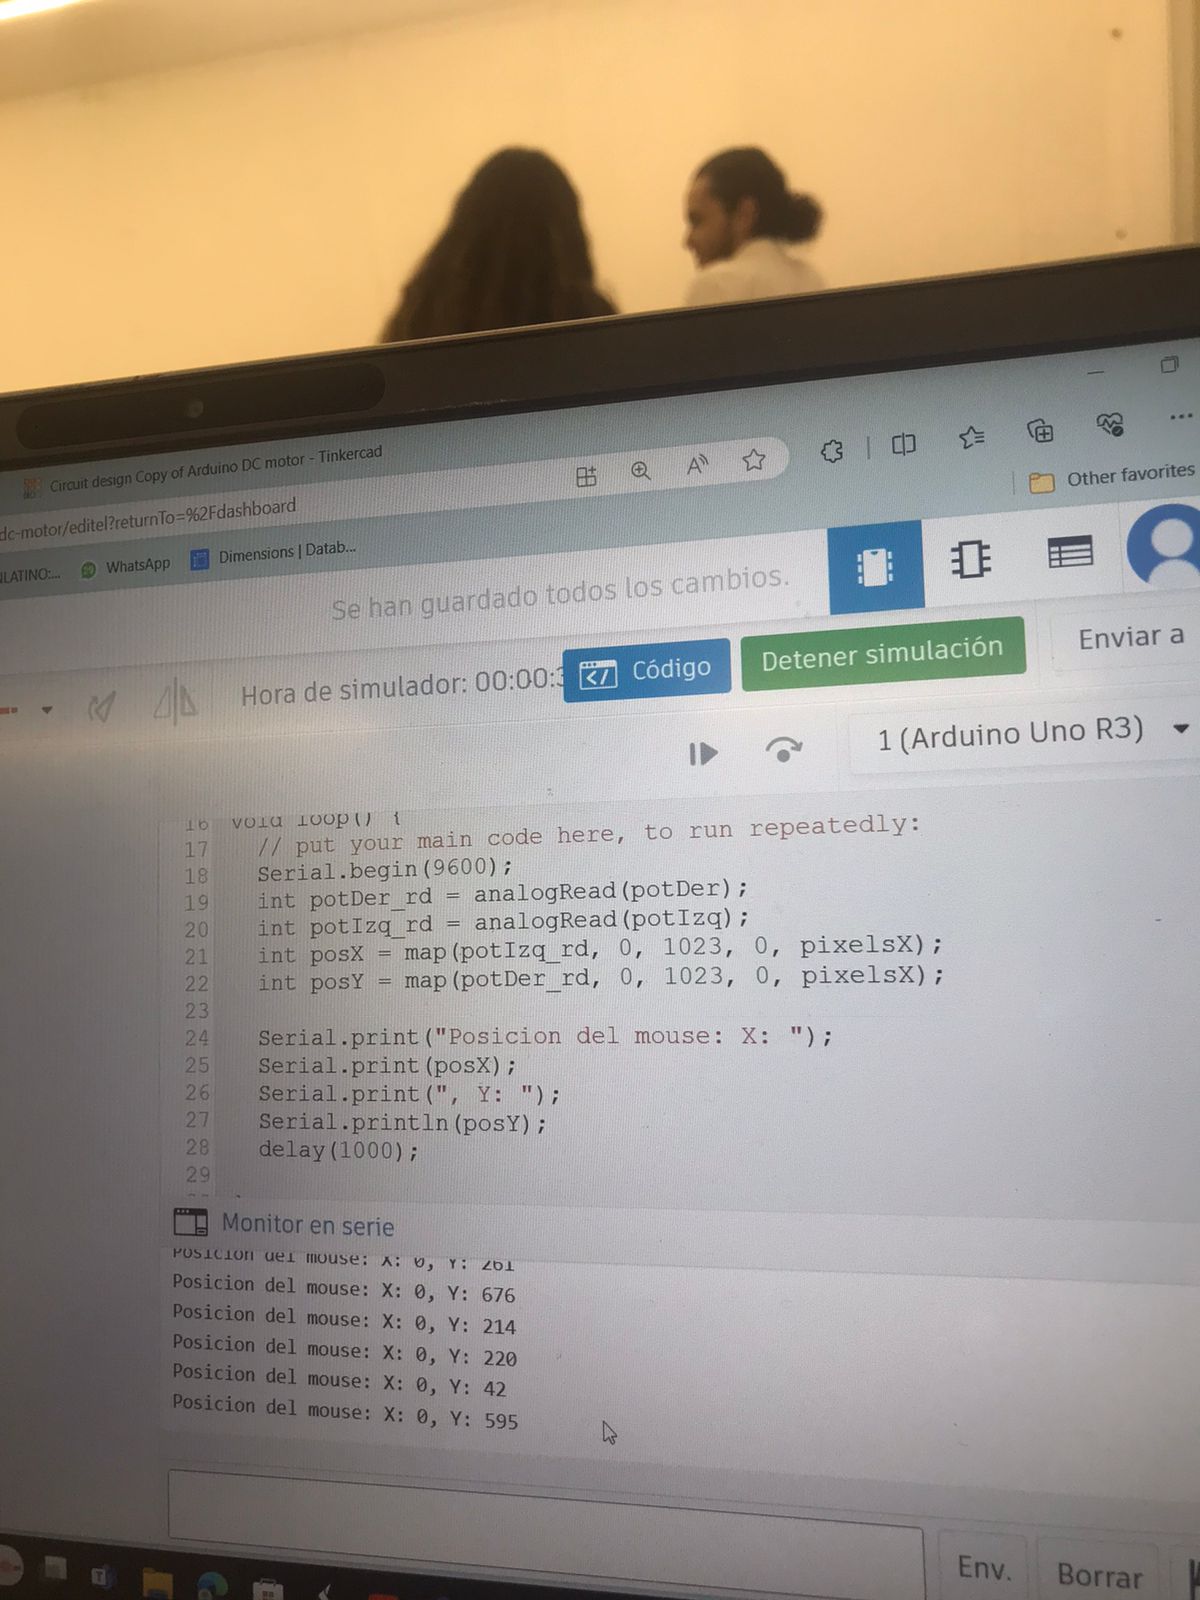 Circuit design Copy of Arduino DC motor - Tinkercad
dc-motor/editel?returnTo=%2Fdashboard
Other favorites
LATINO:...
WhatsApp
Dimensions | Datab...
Se han guardado todos los cambios.
Hora de simulador: 00:00:3
Código
Detener simulación
Enviar a
1 (Arduino Uno R3)
16 void loop() {
17 // put your main code here, to run repeatedly:
18 Serial.begin(9600);
19 int potDer_rd = analogRead(potDer);
20 int potIzq_rd = analogRead(potIzq);
21 int posX = map(potIzq_rd, 0, 1023, 0, pixelsX);
22 int posY = map(potDer_rd, 0, 1023, 0, pixelsX);
23
24 Serial.print("Posicion del mouse: X: ");
25 Serial.print(posX);
26 Serial.print(", Y: ");
27 Serial.println(posY);
28 delay(1000);
29
Monitor en serie
Posicion del mouse: X: 0, Y: 261
Posicion del mouse: X: 0, Y: 676
Posicion del mouse: X: 0, Y: 214
Posicion del mouse: X: 0, Y: 220
Posicion del mouse: X: 0, Y: 42
Posicion del mouse: X: 0, Y: 595
Env.
Borrar